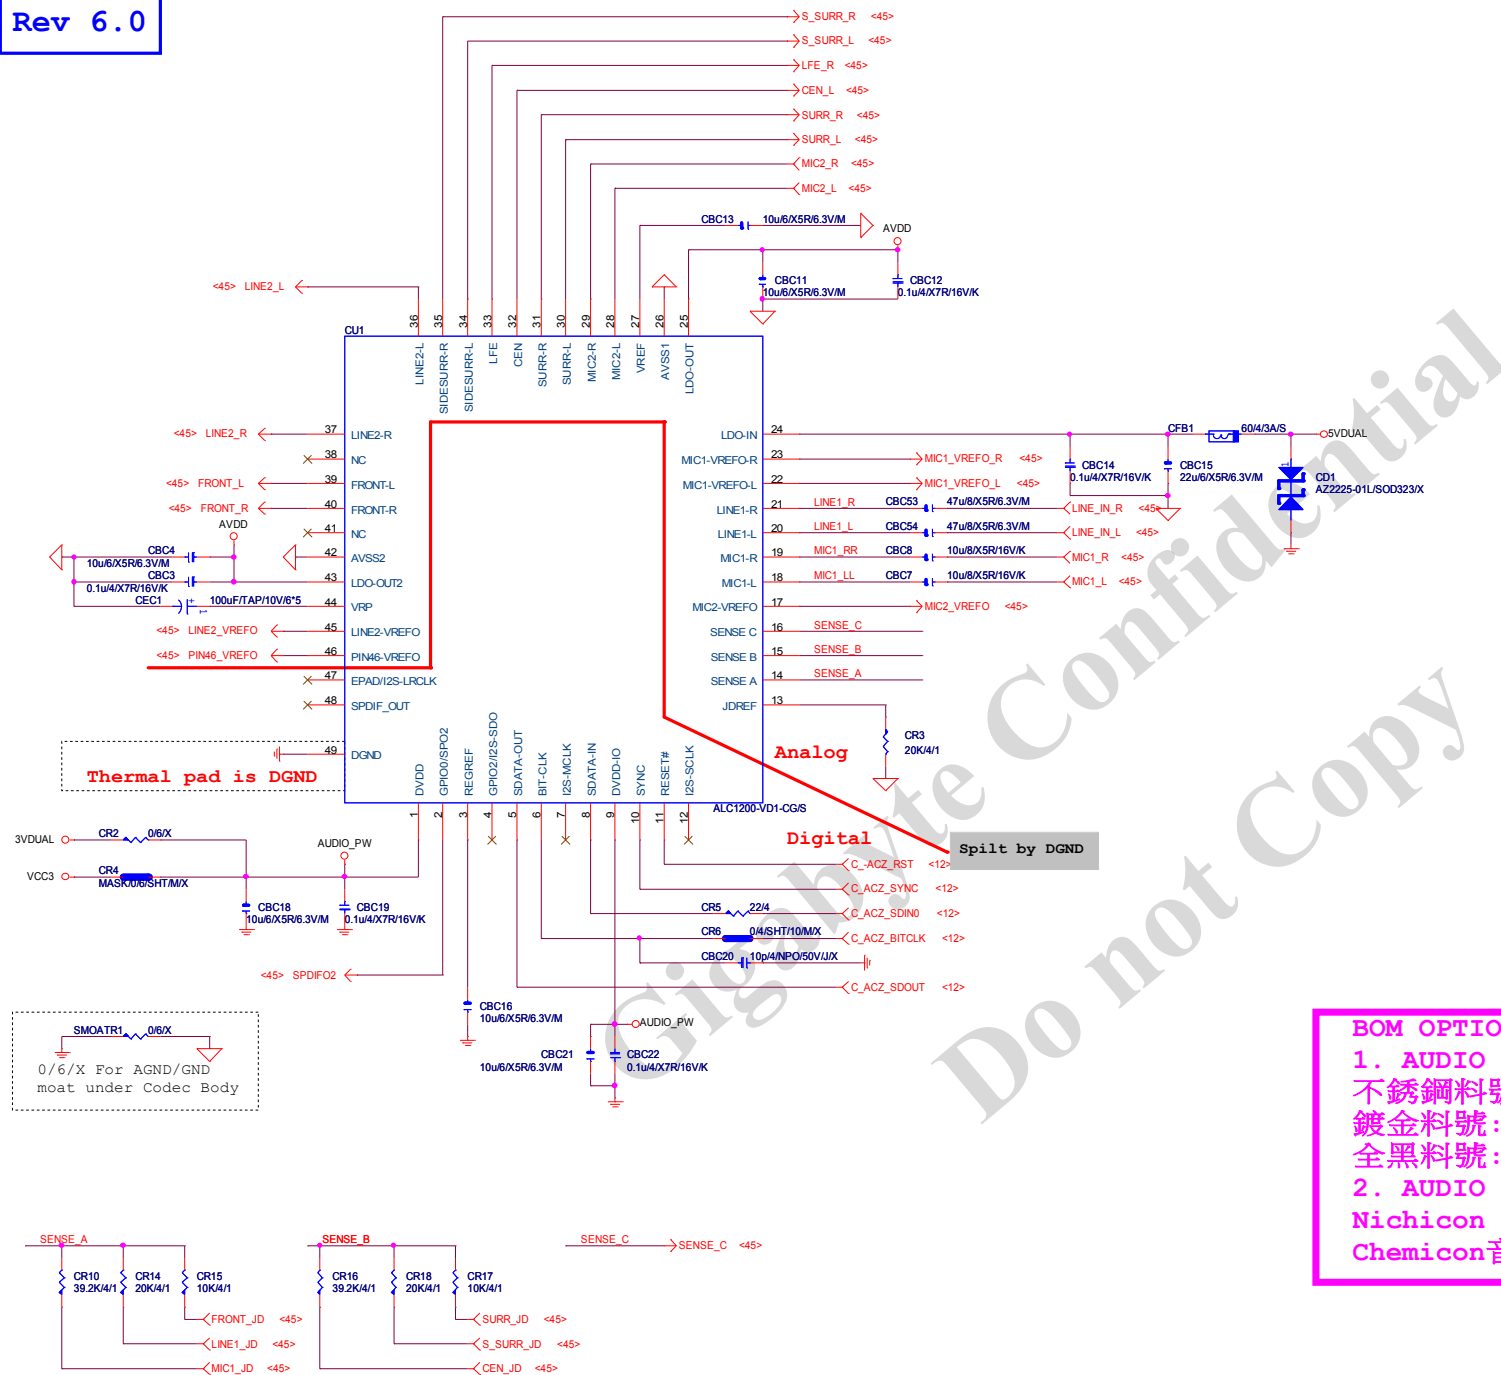 Rev 6.0
S_SURR_R <45>
S_SURR_L <45>
LFE_R <45>
CEN_L <45>
SURR_R <45>
SURR_L <45>
MIC2_R <45>
MIC2_L <45>
CBC13 10u/6/X5R/6.3V/M
AVDD
CBC11
10u/6/X5R/6.3V/M
CBC12
0.1u/4/X7R/16V/K
<45> LINE2_L
36 35 34 33 32 31 30 29 28 27 26 25
CU1
LINE2-L
SIDESURR-R
SIDESURR-L
LFE
CEN
SURR-R
SURR-L
MIC2-R
MIC2-L
VREF
AVSS1
LDO-OUT
<45> LINE2_R 37 LINE2-R
38 NC
<45> FRONT_L 39 FRONT-L
<45> FRONT_R 40 FRONT-R
AVDD
41 NC
42 AVSS2
CBC4
10u/6/X5R/6.3V/M
CBC3
43 LDO-OUT2
0.1u/4/X7R/16V/K
CEC1 + 1 100uF/TAP/10V/6*5 44 VRP
<45> LINE2_VREFO 45 LINE2-VREFO
<45> PIN46_VREFO 46 PIN46-VREFO
47 EPAD/I2S-LRCLK
48 SPDIF_OUT
49 DGND
Thermal pad is DGND
LDO-IN 24
CFB1 60/4/3A/S 5VDUAL
MIC1-VREFO-R 23 MIC1_VREFO_R <45>
MIC1-VREFO-L 22 MIC1_VREFO_L <45>
CBC14
0.1u/4/X7R/16V/K
CBC15
22u/6/X5R/6.3V/M
1
CD1
AZ2225-01L/SOD323/X
LINE1-R 21 LINE1_R CBC53 47u/8/X5R/6.3V/M LINE_IN_R <45>
LINE1-L 20 LINE1_L CBC54 47u/8/X5R/6.3V/M LINE_IN_L <45>
MIC1-R 19 MIC1_RR CBC8 10u/8/X5R/16V/K MIC1_R <45>
MIC1-L 18 MIC1_LL CBC7 10u/8/X5R/16V/K MIC1_L <45>
MIC2-VREFO 17 MIC2_VREFO <45>
SENSE C 16 SENSE_C
SENSE B 15 SENSE_B
SENSE A 14 SENSE_A
JDREF 13
CR3
20K/4/1
Analog
Digital
Spilt by DGND
DVDD
GPIO0/SPO2
REGREF
GPIO2/I2S-SDO
SDATA-OUT
BIT-CLK
I2S-MCLK
SDATA-IN
DVDD-IO
SYNC
RESET#
I2S-SCLK
ALC1200-VD1-CG/S
1 2 3 4 5 6 7 8 9 10 11 12
3VDUAL CR2 0/6/X
AUDIO_PW
VCC3 CR4
MASK/0/6/SHT/M/X
CBC18
10u/6/X5R/6.3V/M
CBC19
0.1u/4/X7R/16V/K
C_-ACZ_RST <12>
C_ACZ_SYNC <12>
CR5 22/4 C_ACZ_SDIN0 <12>
CR6 0/4/SHT/10/M/X C_ACZ_BITCLK <12>
CBC20 10p/4/NPO/50V/J/X
C_ACZ_SDOUT <12>
<45> SPDIFO2
CBC16
10u/6/X5R/6.3V/M
AUDIO_PW
CBC21
10u/6/X5R/6.3V/M
CBC22
0.1u/4/X7R/16V/K
SMOATR1 0/6/X
0/6/X For AGND/GND
moat under Codec Body
Gigabyte Confidential
Do not Copy
BOM OPTIO
1. AUDIO
不銹鋼料號
鍍金料號:
全黑料號:
2. AUDIO
Nichicon
Chemicon音
SENSE_A
CR10
39.2K/4/1
CR14
20K/4/1
CR15
10K/4/1
FRONT_JD <45>
LINE1_JD <45>
MIC1_JD <45>
SENSE_B
CR16
39.2K/4/1
CR18
20K/4/1
CR17
10K/4/1
SURR_JD <45>
S_SURR_JD <45>
CEN_JD <45>
SENSE_C SENSE_C <45>